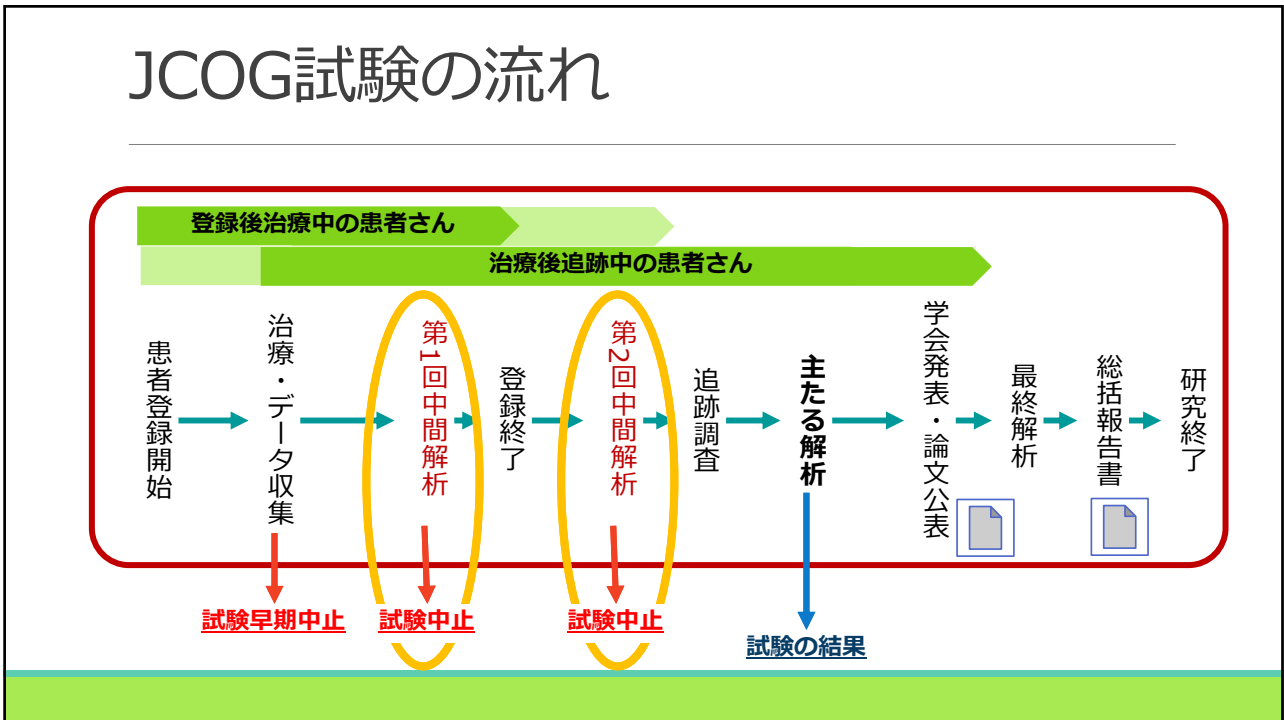 JCOG試験の流れ
登録後治療中の患者さん
治療後追跡中の患者さん
患者登録開始
治療・データ収集
第1回中間解析
登録終了
第2回中間解析
追跡調査
主たる解析
学会発表・論文公表
最終解析
総括報告書
研究終了
試験早期中止
試験中止
試験中止
試験の結果